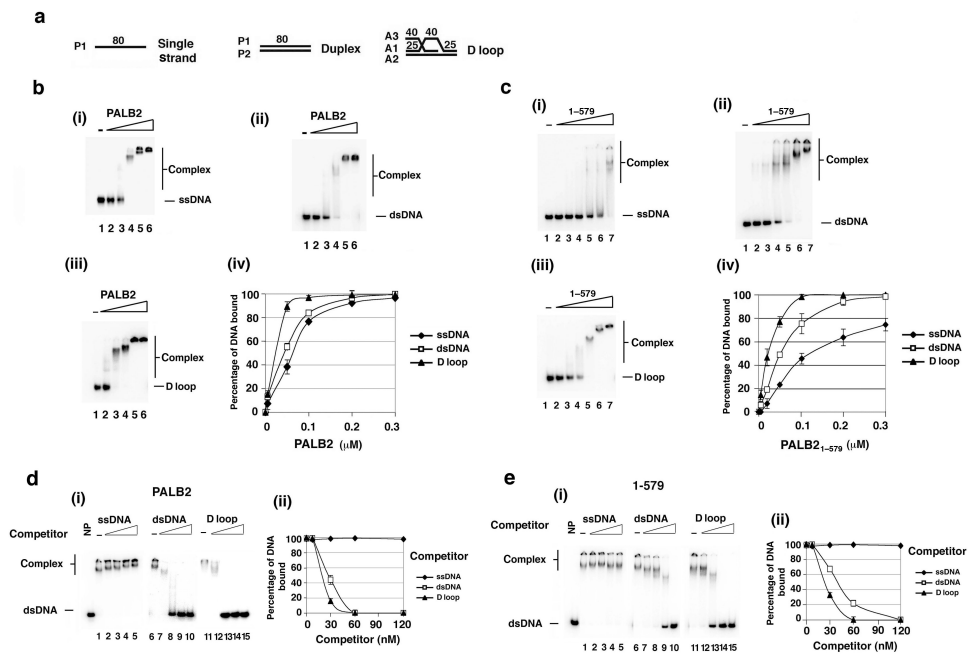 a
P1 80 Single Strand
P1 P2 80 Duplex
A3 A1 A2 40 40 25 25 D loop
b
(i)
PALB2
–
Complex
ssDNA
1 2 3 4 5 6
(ii)
PALB2
–
Complex
dsDNA
1 2 3 4 5 6
(iii)
PALB2
–
Complex
D loop
1 2 3 4 5 6
(iv)
Percentage of DNA bound
100
80
60
40
20
0
0 0.1 0.2 0.3
PALB2 (μM)
ssDNA
dsDNA
D loop
c
(i)
1–579
–
Complex
ssDNA
1 2 3 4 5 6 7
(ii)
1–579
–
Complex
dsDNA
1 2 3 4 5 6 7
(iii)
1–579
–
Complex
D loop
1 2 3 4 5 6 7
(iv)
Percentage of DNA bound
100
80
60
40
20
0
0 0.1 0.2 0.3
PALB2₁₋₅₇₉ (μM)
ssDNA
dsDNA
D loop
d
PALB2
(i)
NP ssDNA dsDNA D loop
Competitor – – –
Complex
dsDNA
1 2 3 4 5 6 7 8 9 10 11 12 13 14 15
(ii)
Percentage of DNA bound
100
80
60
40
20
0
0 30 60 90 120
Competitor (nM)
Competitor
ssDNA
dsDNA
D loop
e
1-579
(i)
NP ssDNA dsDNA D loop
Competitor – – –
Complex
dsDNA
1 2 3 4 5 6 7 8 9 10 11 12 13 14 15
(ii)
Percentage of DNA bound
100
80
60
40
20
0
0 30 60 90 120
Competitor (nM)
Competitor
ssDNA
dsDNA
D loop